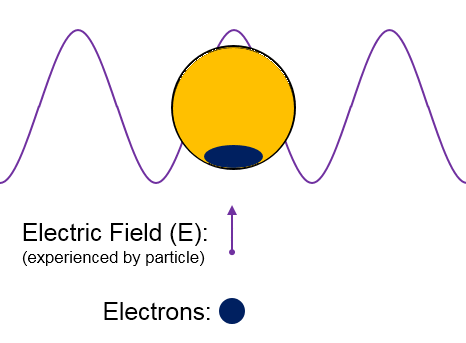 Electric Field (E):
(experienced by particle)
Electrons: